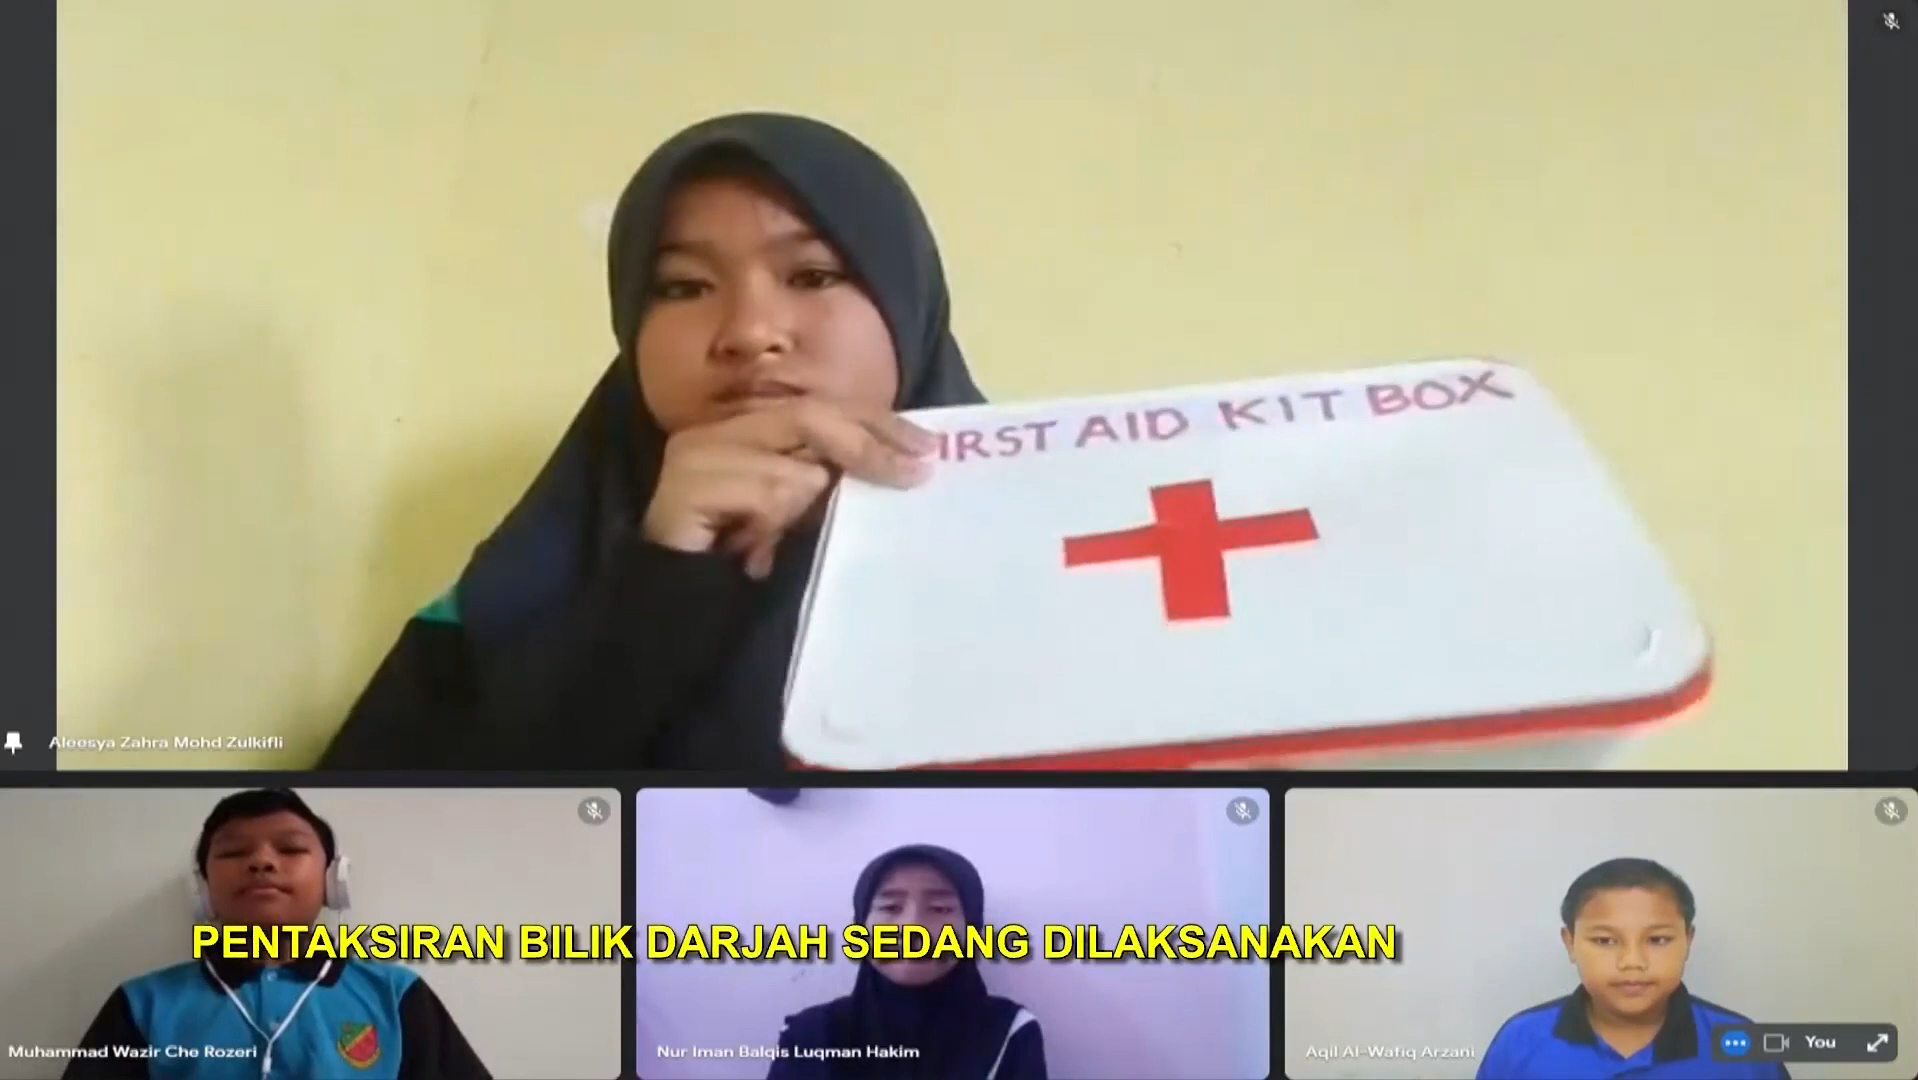 FIRST AID KIT BOX
Aleesya Zahra Mohd Zulkifli
PENTAKSIRAN BILIK DARJAH SEDANG DILAKSANAKAN
Muhammad Wazir Che Rozeri
Nur Iman Balqis Luqman Hakim
Aqil Al-Wafiq Arzani
You